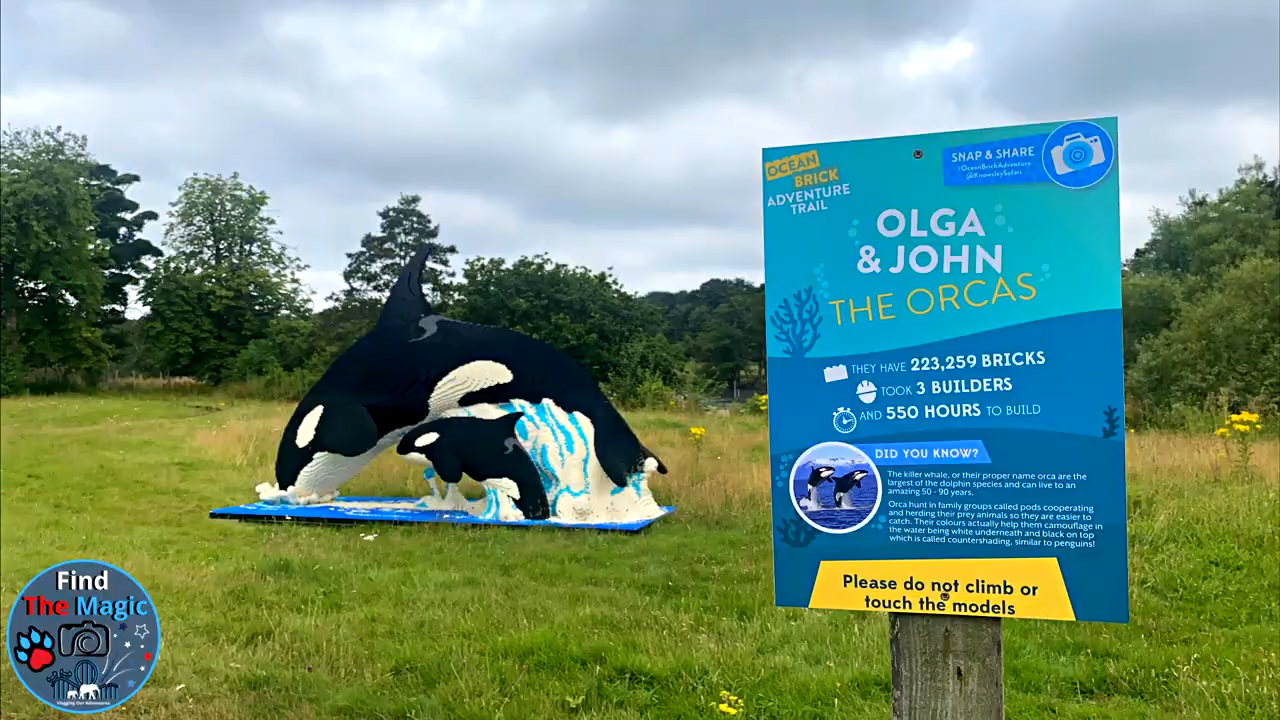 OCEAN
BRICK
ADVENTURE
TRAIL
SNAP & SHARE
#OceanBrickAdventure
@KnowsleySafari
OLGA
& JOHN
THE ORCAS
THEY HAVE 223,259 BRICKS
TOOK 3 BUILDERS
AND 550 HOURS TO BUILD
DID YOU KNOW?
The killer whale, or their proper name orca are the
largest of the dolphin species and can live to an
amazing 50 - 90 years.
Orca hunt in family groups called pods cooperating
and herding their prey animals so they are easier to
catch. Their colours actually help them camouflage in
the water being white underneath and black on top
which is called countershading, similar to penguins!
Please do not climb or
touch the models
Find
The Magic
Vlogging Our Adventures